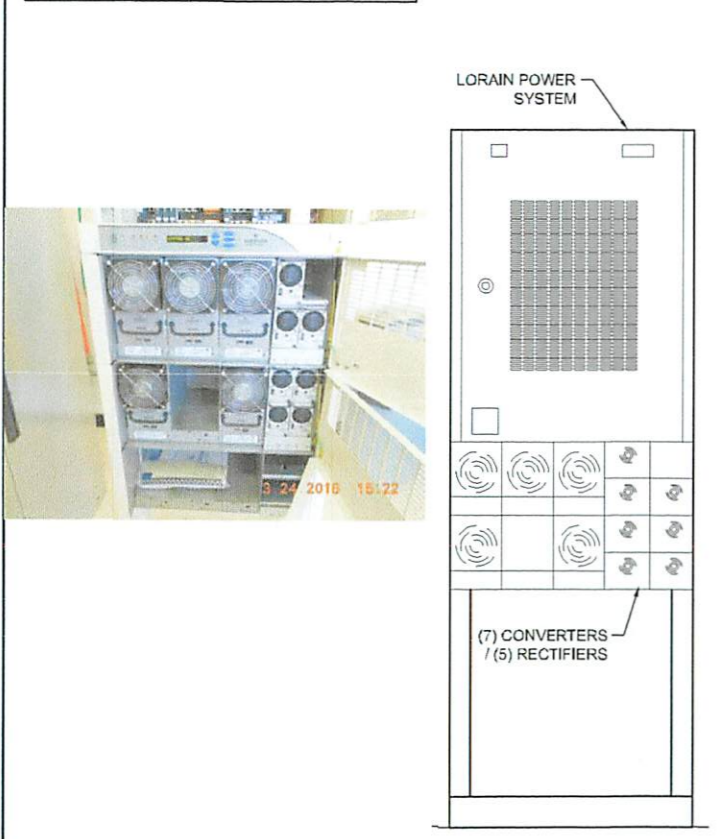 LORAIN POWER
SYSTEM
3 24 2016 15:22
(7) CONVERTERS
/ (5) RECTIFIERS